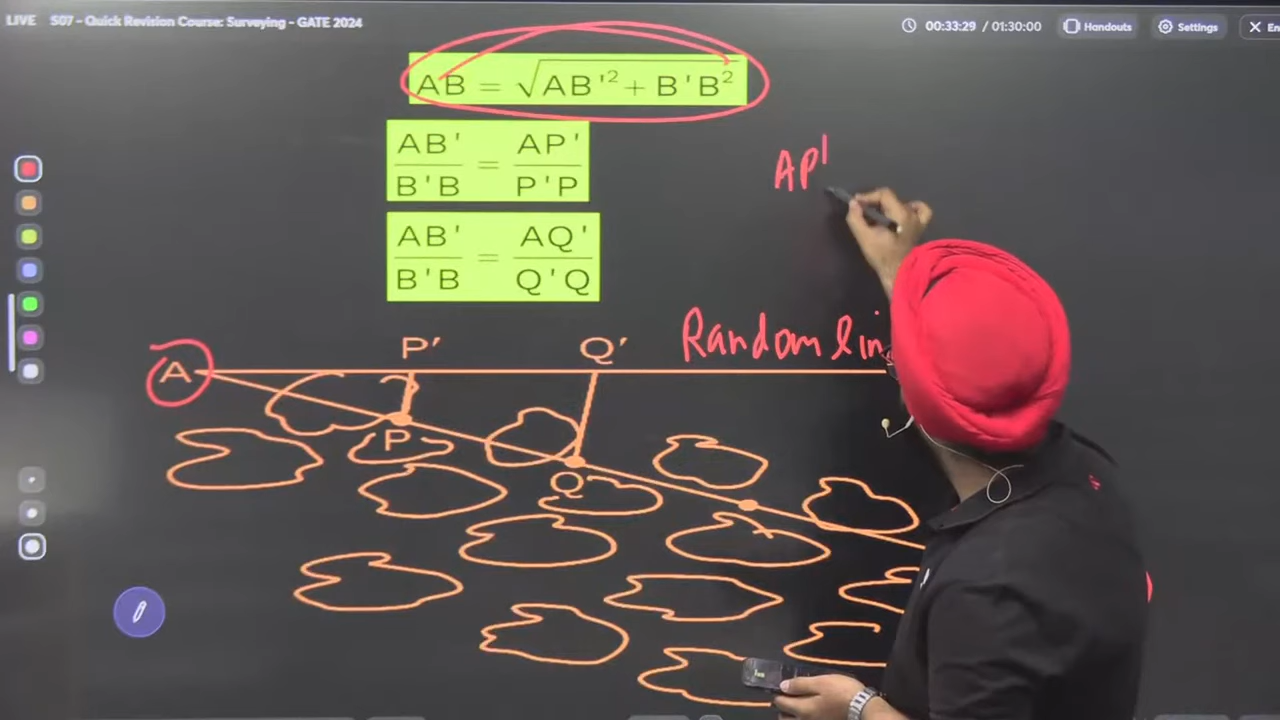 LIVE S07 - Quick Revision Course: Surveying - GATE 2024
00:33:29 / 01:30:00 Handouts Settings En
AB = √AB'² + B'B²
AB' / B'B = AP' / P'P
AP'
AB' / B'B = AQ' / Q'Q
Random lin
P' Q'
A
P
Q